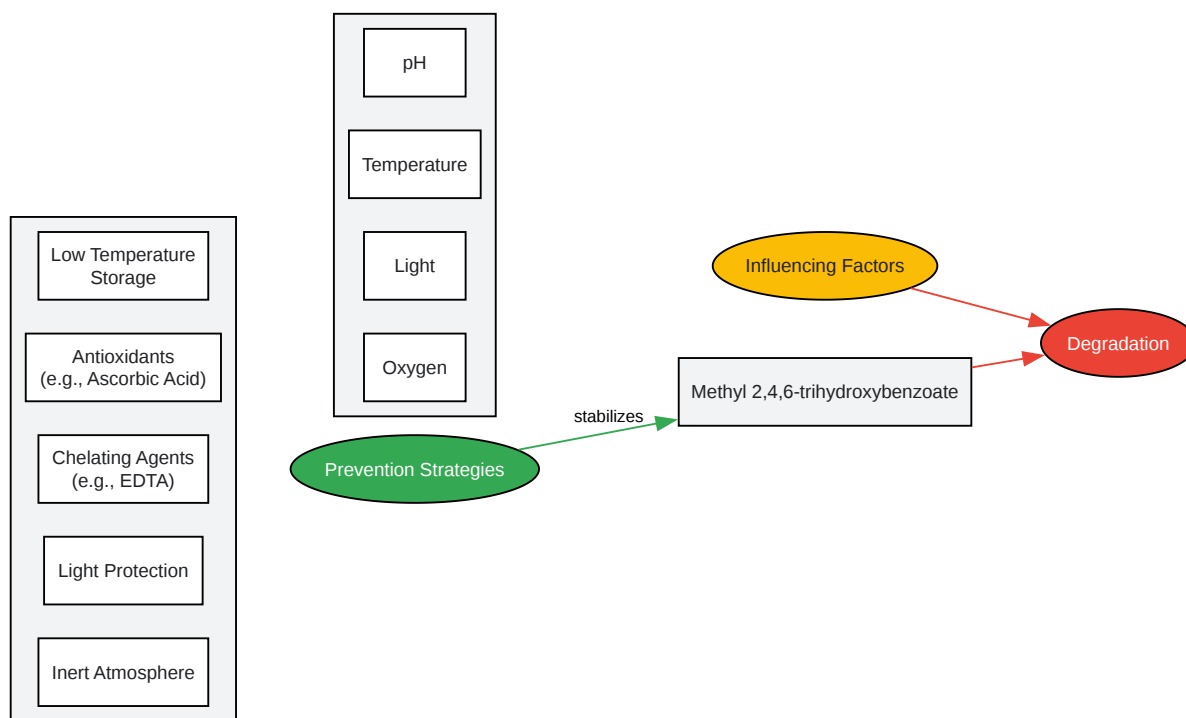 pH
Temperature
Light
Oxygen
Low Temperature
Storage
Antioxidants
(e.g., Ascorbic Acid)
Chelating Agents
(e.g., EDTA)
Light Protection
Inert Atmosphere
Prevention Strategies
stabilizes
Methyl 2,4,6-trihydroxybenzoate
Influencing Factors
Degradation